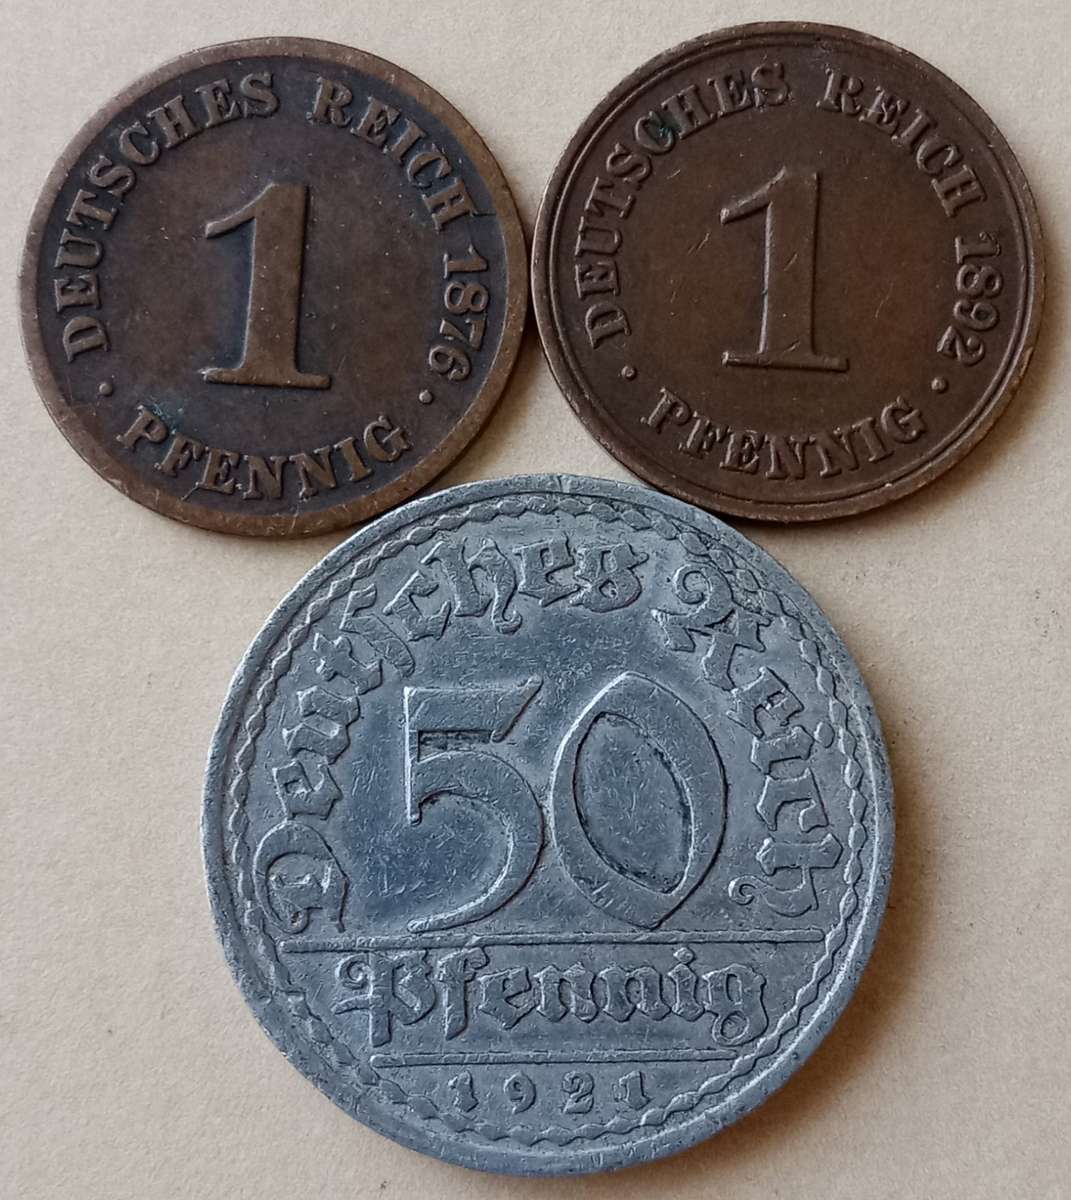 DEUTSCHES REICH 1876
1
PFENNIG
DEUTSCHES REICH 1892
1
PFENNIG
Deutsches Reich
50
Pfennig
1921